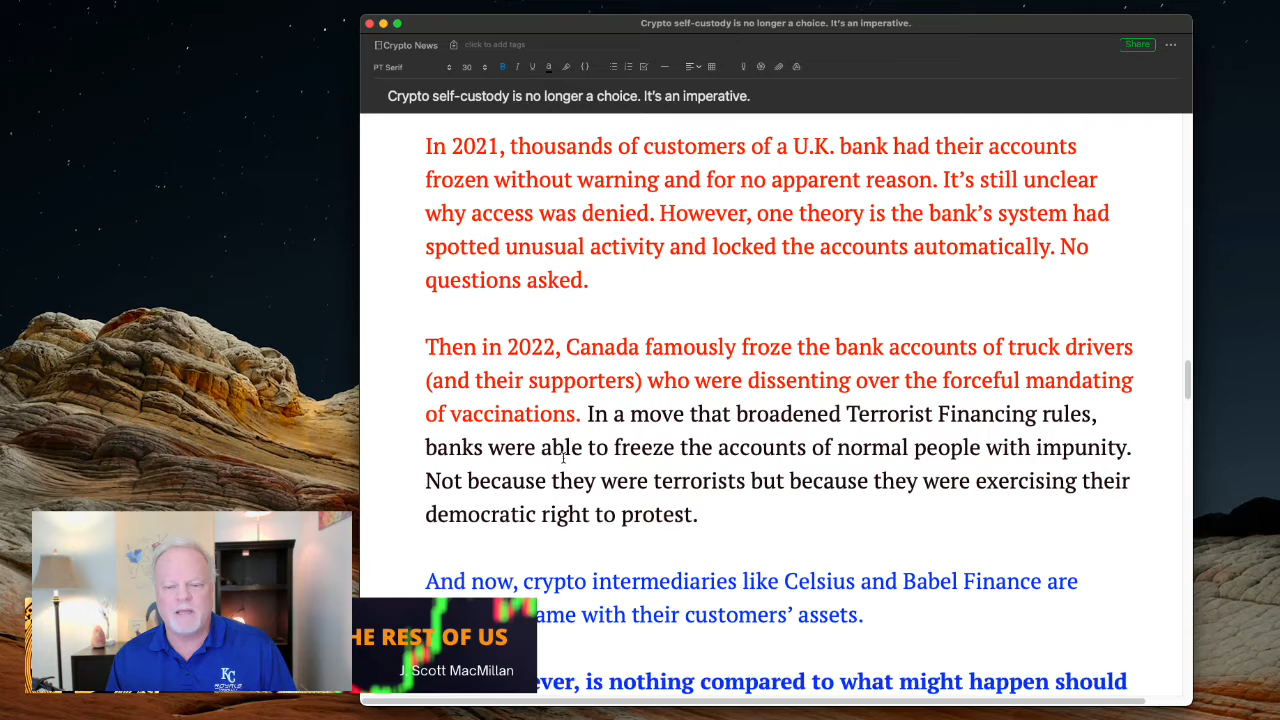 Crypto self-custody is no longer a choice. It's an imperative.
Crypto News
click to add tags
Share
PT Serif
30
B I U a
Crypto self-custody is no longer a choice. It's an imperative.
In 2021, thousands of customers of a U.K. bank had their accounts
frozen without warning and for no apparent reason. It's still unclear
why access was denied. However, one theory is the bank's system had
spotted unusual activity and locked the accounts automatically. No
questions asked.
Then in 2022, Canada famously froze the bank accounts of truck drivers
(and their supporters) who were dissenting over the forceful mandating
of vaccinations. In a move that broadened Terrorist Financing rules,
banks were able to freeze the accounts of normal people with impunity.
Not because they were terrorists but because they were exercising their
democratic right to protest.
And now, crypto intermediaries like Celsius and Babel Finance are
ame with their customers' assets.
ever, is nothing compared to what might happen should
HE REST OF US
J. Scott MacMillan
KC
ROYALS